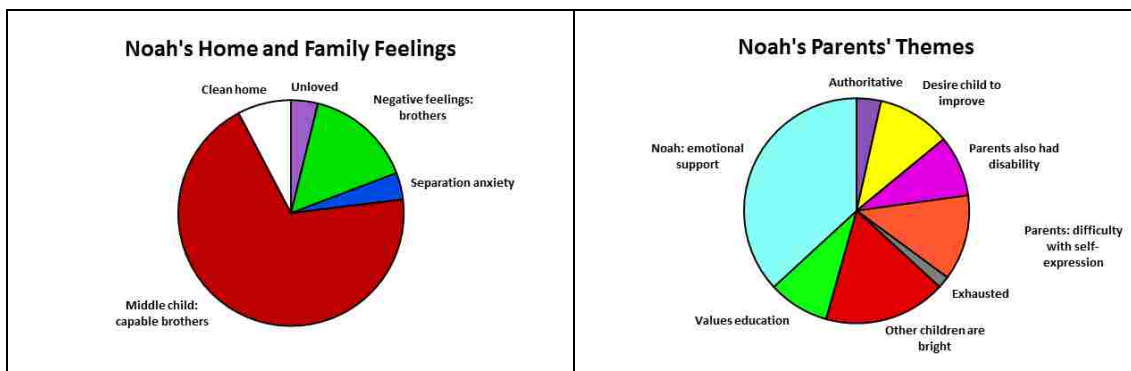 Noah's Home and Family Feelings
Clean home
Unloved
Negative feelings:
brothers
Separation anxiety
Middle child:
capable brothers
Noah's Parents' Themes
Authoritative
Desire child to
improve
Noah: emotional
support
Parents also had
disability
Parents: difficulty
with self-
expression
Exhausted
Values education
Other children are
bright